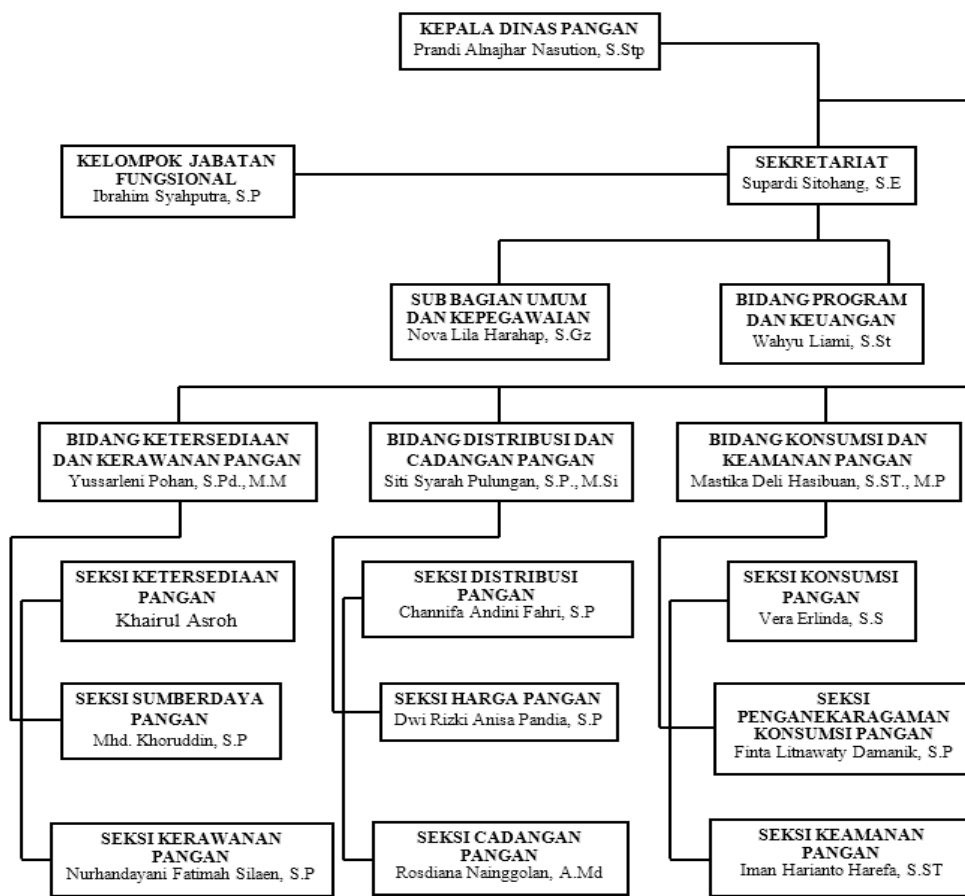 KEPALA DINAS PANGAN
Prandi Alnajhar Nasution, S.Stp
KELOMPOK JABATAN
FUNGSIONAL
Ibrahim Syahputra, S.P
SEKRETARIAT
Supardi Sitohang, S.E
SUB BAGIAN UMUM
DAN KEPEGAWAIAN
Nova Lila Harahap, S.Gz
BIDANG PROGRAM
DAN KEUANGAN
Wahyu Liami, S.St
BIDANG KETERSEDIAAN
DAN KERAWANAN PANGAN
Yussarleni Pohan, S.Pd., M.M
BIDANG DISTRIBUSI DAN
CADANGAN PANGAN
Siti Syarah Pulungan, S.P., M.Si
BIDANG KONSUMSI DAN
KEAMANAN PANGAN
Mastika Deli Hasibuan, S.ST., M.P
SEKSI KETERSEDIAAN
PANGAN
Khairul Asroh
SEKSI DISTRIBUSI
PANGAN
Channifa Andini Fahri, S.P
SEKSI KONSUMSI
PANGAN
Vera Erlinda, S.S
SEKSI SUMBERDAYA
PANGAN
Mhd. Khoruddin, S.P
SEKSI HARGA PANGAN
Dwi Rizki Anisa Pandia, S.P
SEKSI
PENGANEKARAGAMAN
KONSUMSI PANGAN
Finta Litnawaty Damanik, S.P
SEKSI KERAWANAN
PANGAN
Nurhandayani Fatimah Silaen, S.P
SEKSI CADANGAN
PANGAN
Rosdiana Nainggolan, A.Md
SEKSI KEAMANAN
PANGAN
Iman Harianto Harefa, S.ST